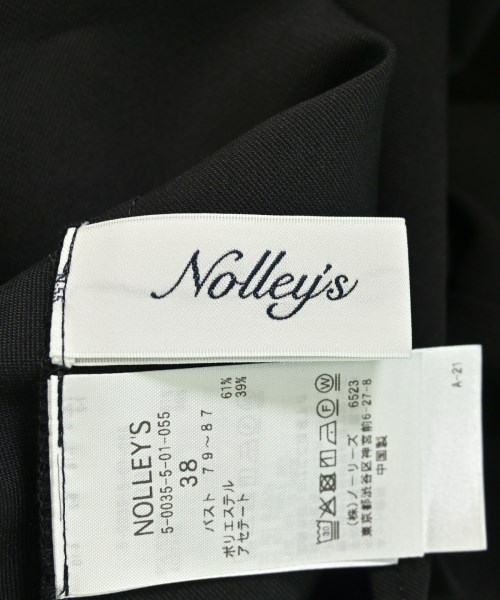 Nolley's
NOLLEY'S
5-0035-5-01-055
38
バスト 79~87
ポリエステル 61%
アセテート 39%
6523
(株)ノーリーズ
東京都渋谷区神宮前6-27-8
中国製
A-21